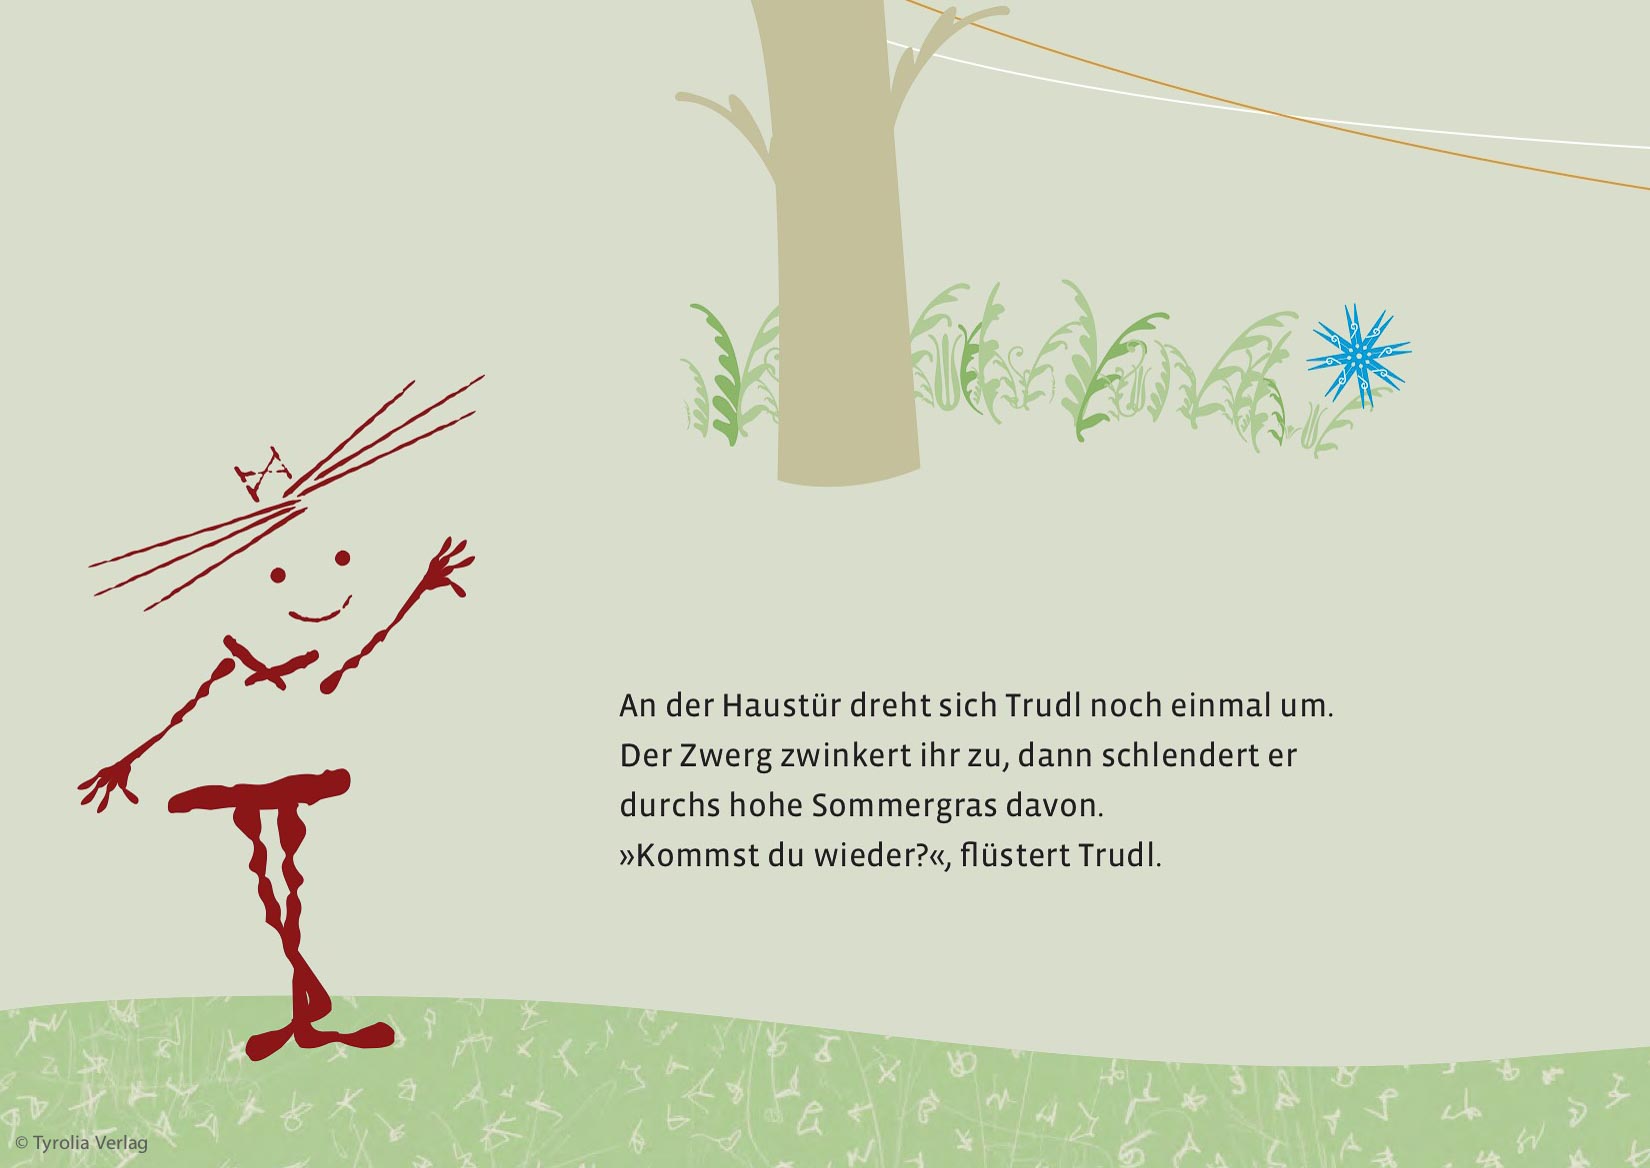 An der Haustür dreht sich Trudl noch einmal um.
Der Zwerg zwinkert ihr zu, dann schlendert er
durchs hohe Sommergras davon.
»Kommst du wieder?«, flüstert Trudl.
© Tyrolia Verlag